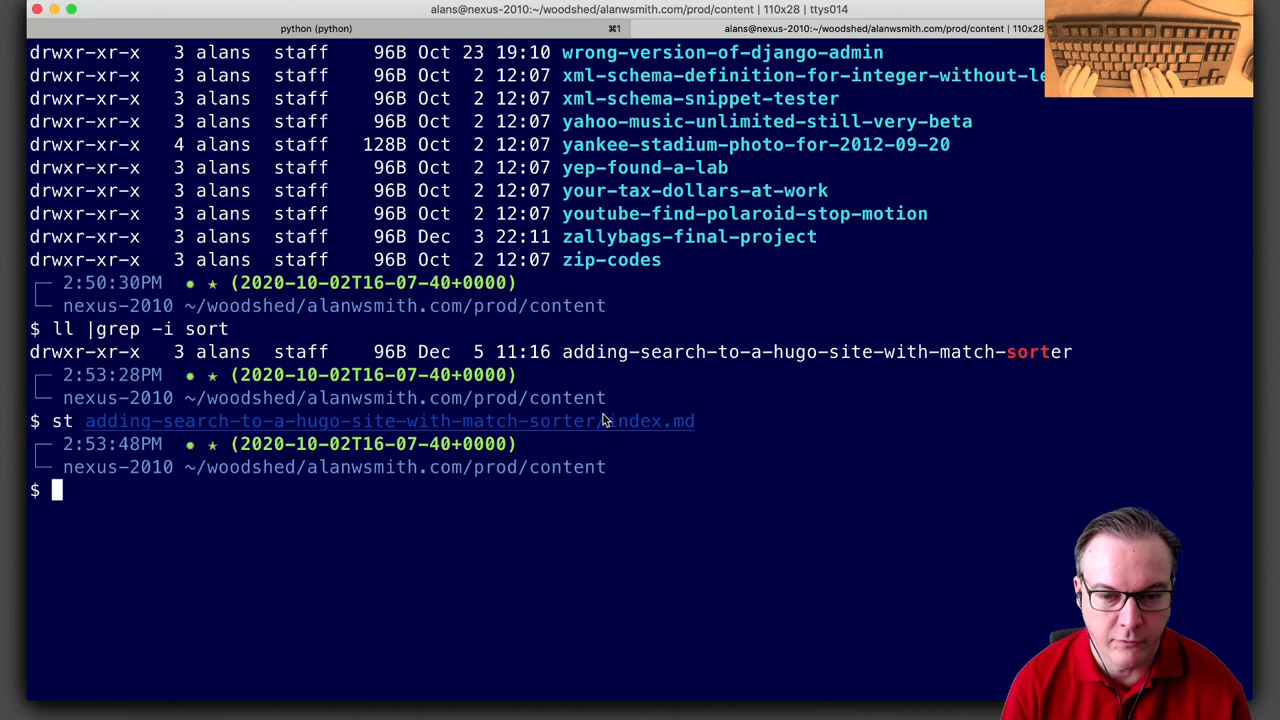 alans@nexus-2010:~/woodshed/alanwsmith.com/prod/content | 110x28 | ttys014
python (python) ⌘1 alans@nexus-2010:~/woodshed/alanwsmith.com/prod/content | 110x28
drwxr-xr-x 3 alans staff 96B Oct 23 19:10 wrong-version-of-django-admin
drwxr-xr-x 3 alans staff 96B Oct 2 12:07 xml-schema-definition-for-integer-without-le
drwxr-xr-x 3 alans staff 96B Oct 2 12:07 xml-schema-snippet-tester
drwxr-xr-x 3 alans staff 96B Oct 2 12:07 yahoo-music-unlimited-still-very-beta
drwxr-xr-x 4 alans staff 128B Oct 2 12:07 yankee-stadium-photo-for-2012-09-20
drwxr-xr-x 3 alans staff 96B Oct 2 12:07 yep-found-a-lab
drwxr-xr-x 3 alans staff 96B Oct 2 12:07 your-tax-dollars-at-work
drwxr-xr-x 3 alans staff 96B Oct 2 12:07 youtube-find-polaroid-stop-motion
drwxr-xr-x 3 alans staff 96B Dec 3 22:11 zallybags-final-project
drwxr-xr-x 3 alans staff 96B Oct 2 12:07 zip-codes
2:50:30PM ✹ ★ (2020-10-02T16-07-40+0000)
nexus-2010 ~/woodshed/alanwsmith.com/prod/content
$ ll |grep -i sort
drwxr-xr-x 3 alans staff 96B Dec 5 11:16 adding-search-to-a-hugo-site-with-match-sorter
2:53:28PM ✹ ★ (2020-10-02T16-07-40+0000)
nexus-2010 ~/woodshed/alanwsmith.com/prod/content
$ st adding-search-to-a-hugo-site-with-match-sorter/index.md
2:53:48PM ✹ ★ (2020-10-02T16-07-40+0000)
nexus-2010 ~/woodshed/alanwsmith.com/prod/content
$